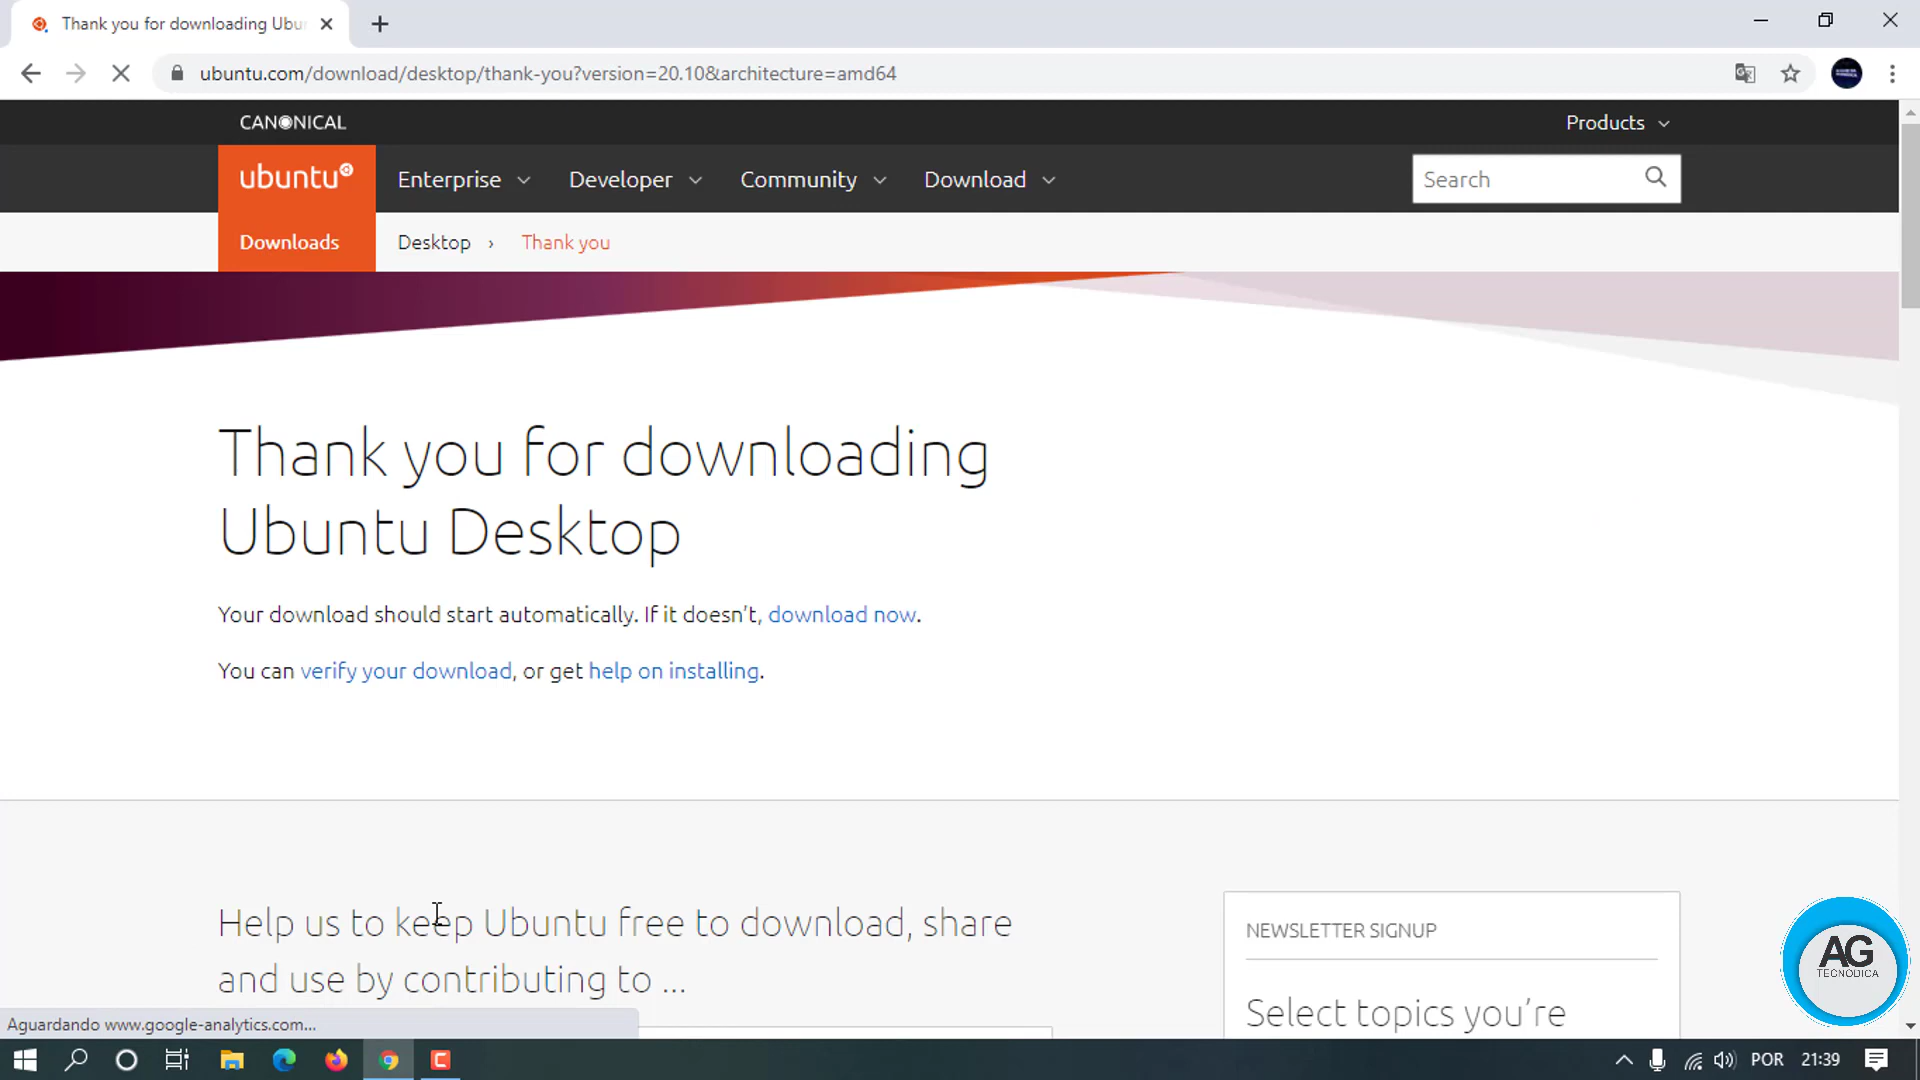 Thank you for downloading Ubu
ubuntu.com/download/desktop/thank-you?version=20.10&architecture=amd64
CANONICAL
Products
ubuntu
Enterprise
Developer
Community
Download
Search
Downloads
Desktop › Thank you
Thank you for downloading
Ubuntu Desktop
Your download should start automatically. If it doesn’t, download now.
You can verify your download, or get help on installing.
Help us to keep Ubuntu free to download, share
and use by contributing to ...
NEWSLETTER SIGNUP
Select topics you’re
AG
TECNODICA
Aguardando www.google-analytics.com...
POR
21:39